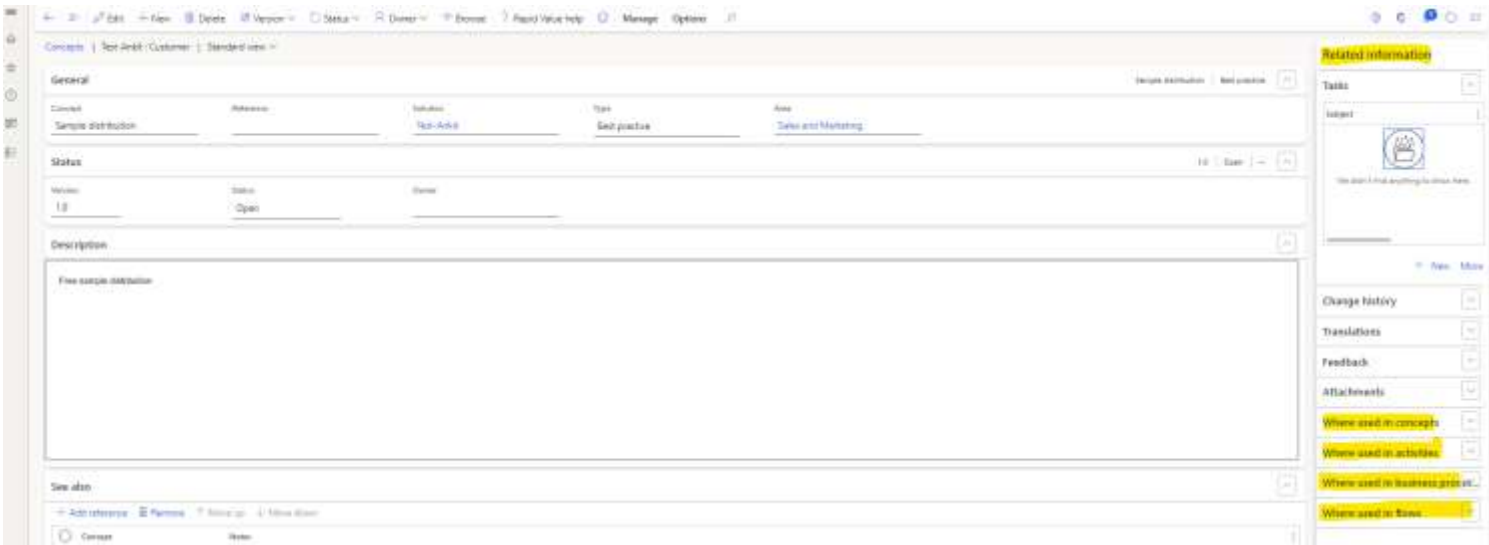 Edit + New Delete Version Status Owner Browse ? Rapid Value help Manage Options
Concepts | Test-Ankit : Customer | Standard view
General
Sample distribution | Best practice
Concept Reference Solution Type Area
Sample distribution Test-Ankit Best practice Sales and Marketing
Status
1.0 | Open | --
Version Status Owner
1.0 Open
Description
Free sample distribution
See also
+ Add reference Remove Move up Move down
Concept Notes
Related information
Tasks
Subject
We didn't find anything to show here.
+ New More
Change history
Translations
Feedback
Attachments
Where used in concepts
Where used in activities
Where used in business proces...
Where used in flows